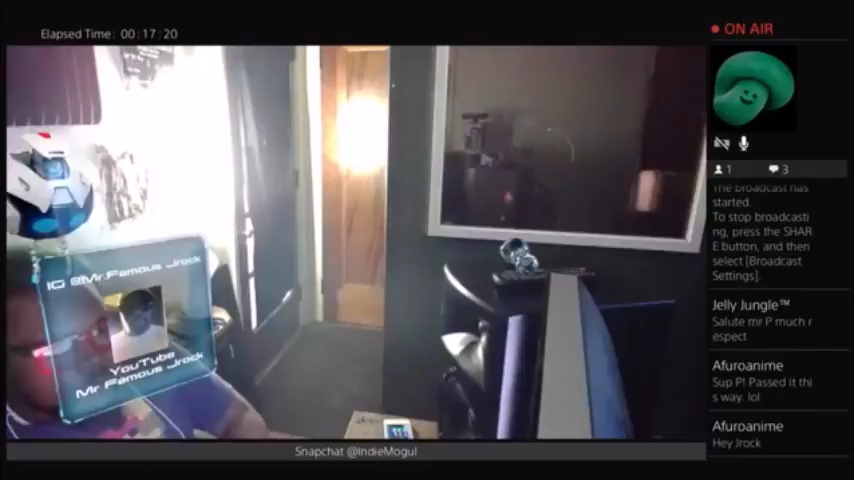 Elapsed Time: 00:17:20
ON AIR
1
3
The broadcast has
started.
To stop broadcasti
ng, press the SHAR
E button, and then
select [Broadcast
Settings].
Jelly Jungle™
Salute mr P much r
espect
Afuroanime
Sup P! Passed it thi
s way. lol
Afuroanime
Hey Jrock
IG @Mr.Famous Jrock
YouTube
Mr Famous Jrock
Snapchat @IndieMogul